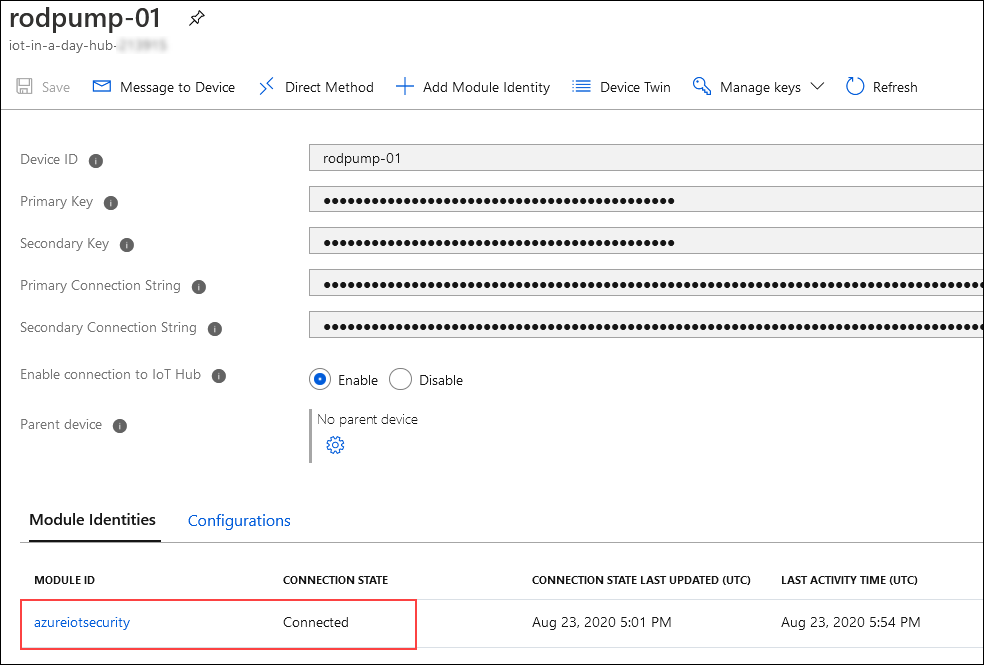 rodpump-01
iot-in-a-day-hub-
Save Message to Device Direct Method Add Module Identity Device Twin Manage keys Refresh
Device ID rodpump-01
Primary Key ••••••••••••••••••••••••••••••••••••••••••••
Secondary Key ••••••••••••••••••••••••••••••••••••••••••••
Primary Connection String
Secondary Connection String
Enable connection to IoT Hub Enable Disable
Parent device No parent device
Module Identities Configurations
MODULE ID CONNECTION STATE CONNECTION STATE LAST UPDATED (UTC) LAST ACTIVITY TIME (UTC)
azureiotsecurity Connected Aug 23, 2020 5:01 PM Aug 23, 2020 5:54 PM